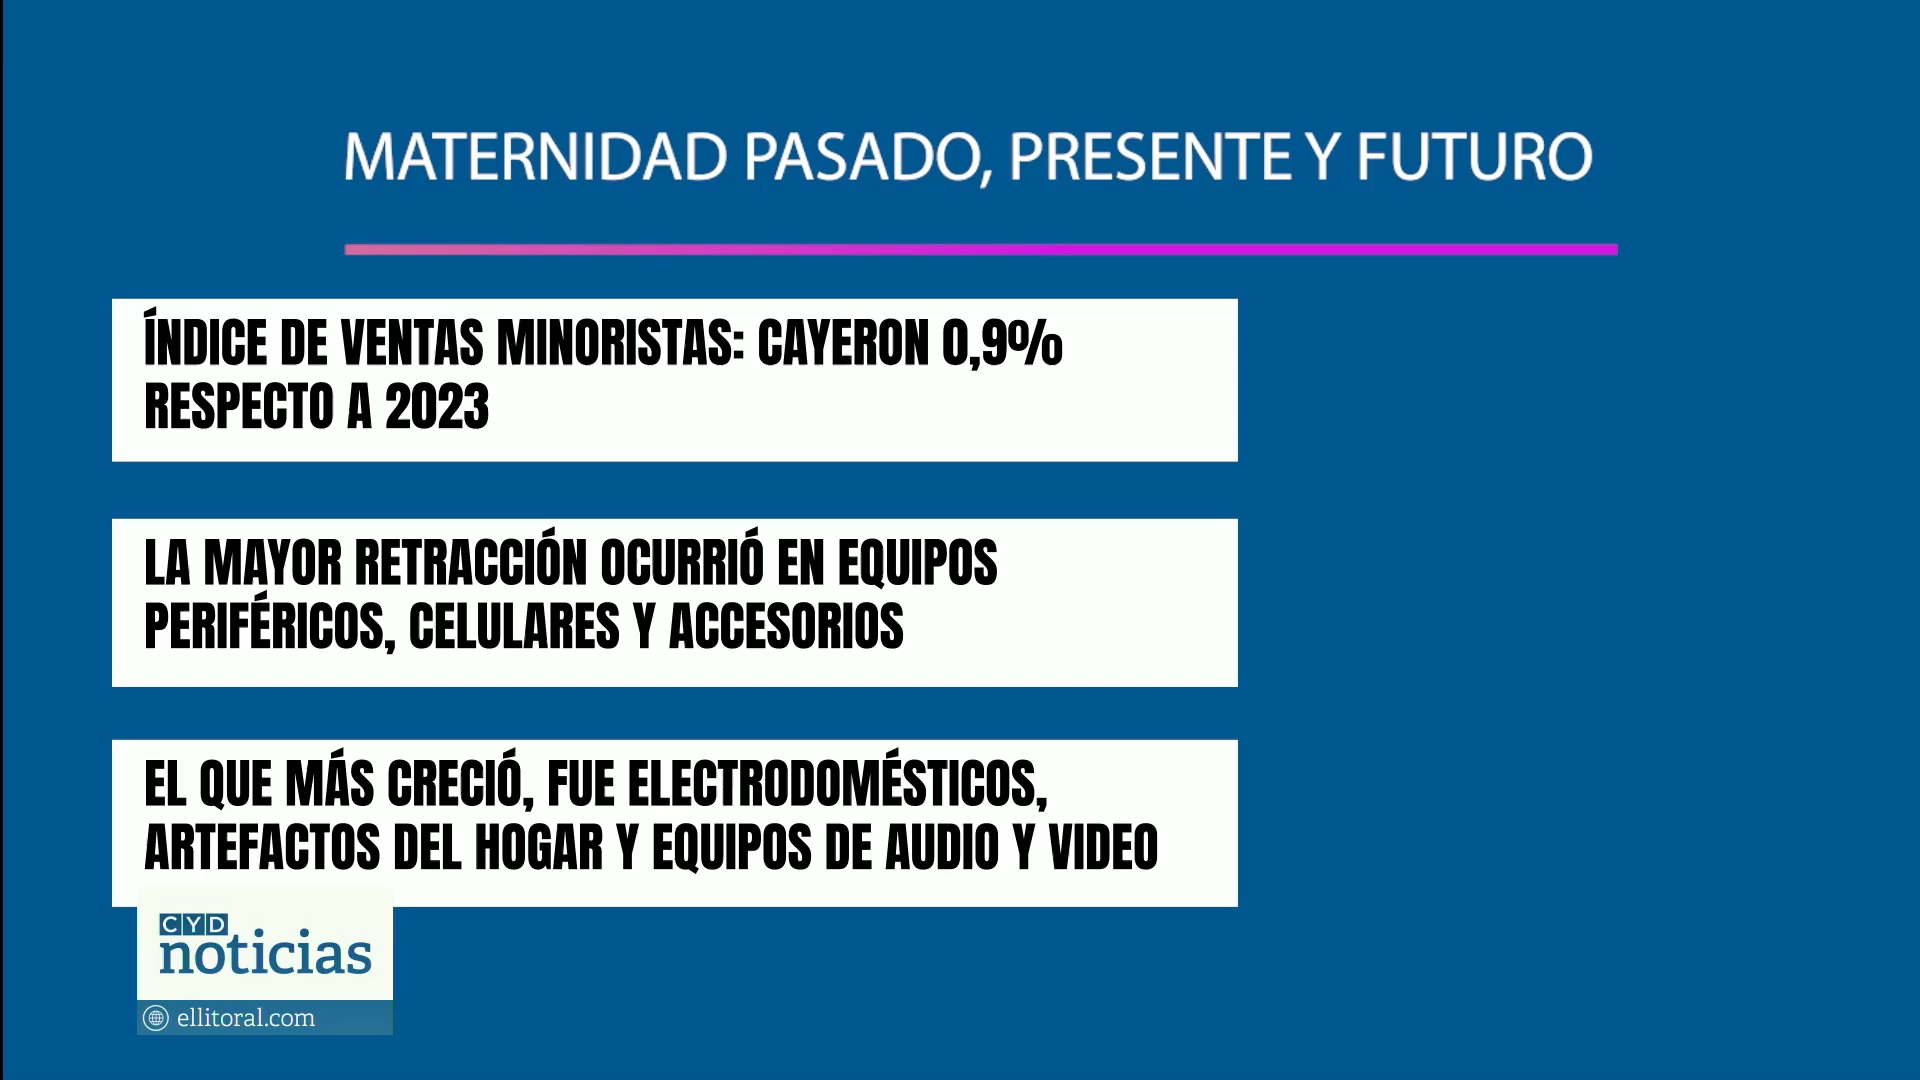 MATERNIDAD PASADO, PRESENTE Y FUTURO
ÍNDICE DE VENTAS MINORISTAS: CAYERON 0,9%
RESPECTO A 2023
LA MAYOR RETRACCIÓN OCURRIÓ EN EQUIPOS
PERIFÉRICOS, CELULARES Y ACCESORIOS
EL QUE MÁS CRECIÓ, FUE ELECTRODOMÉSTICOS,
ARTEFACTOS DEL HOGAR Y EQUIPOS DE AUDIO Y VIDEO
CYD
noticias
ellitoral.com